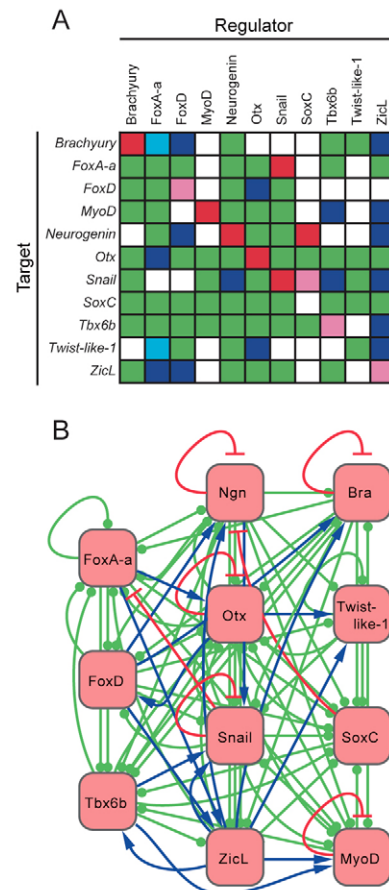 A
Regulator
Brachyury
FoxA-a
FoxD
MyoD
Neurogenin
Otx
Snail
SoxC
Tbx6b
Twist-like-1
ZicL
Target
Brachyury
FoxA-a
FoxD
MyoD
Neurogenin
Otx
Snail
SoxC
Tbx6b
Twist-like-1
ZicL
B
Ngn
Bra
FoxA-a
Otx
Twist-
like-1
FoxD
Snail
SoxC
Tbx6b
ZicL
MyoD